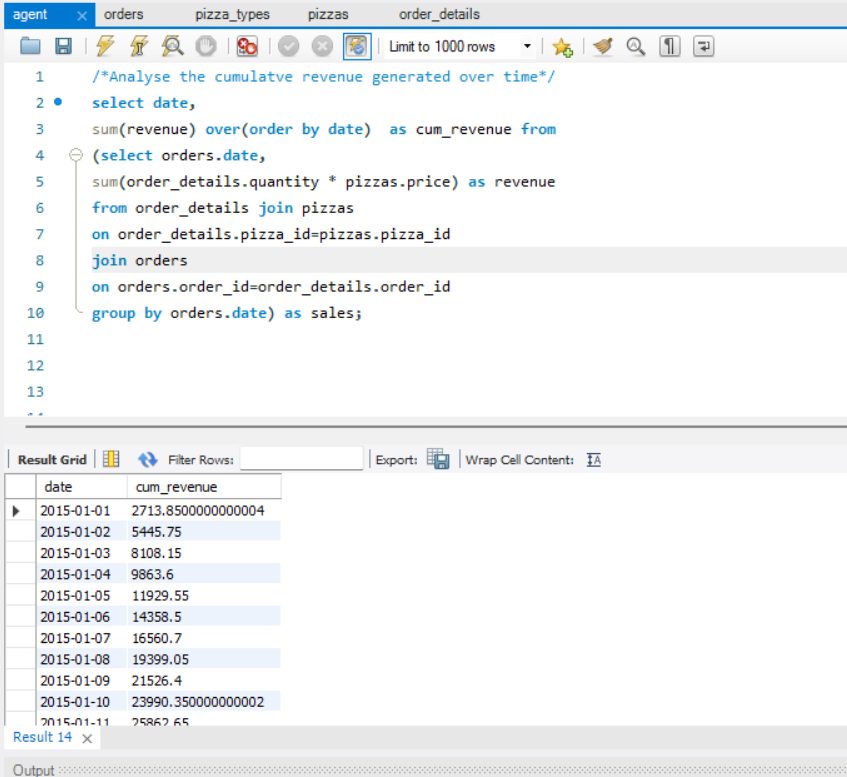 agent × orders pizza_types pizzas order_details
Limit to 1000 rows
1 /*Analyse the cumulatve revenue generated over time*/
2 select date,
3 sum(revenue) over(order by date) as cum_revenue from
4 (select orders.date,
5 sum(order_details.quantity * pizzas.price) as revenue
6 from order_details join pizzas
7 on order_details.pizza_id=pizzas.pizza_id
8 join orders
9 on orders.order_id=order_details.order_id
10 group by orders.date) as sales;
11
12
13
Result Grid Filter Rows: Export: Wrap Cell Content: IA
date cum_revenue
2015-01-01 2713.8500000000004
2015-01-02 5445.75
2015-01-03 8108.15
2015-01-04 9863.6
2015-01-05 11929.55
2015-01-06 14358.5
2015-01-07 16560.7
2015-01-08 19399.05
2015-01-09 21526.4
2015-01-10 23990.350000000002
2015-01-11 25862.65
Result 14 ×
Output